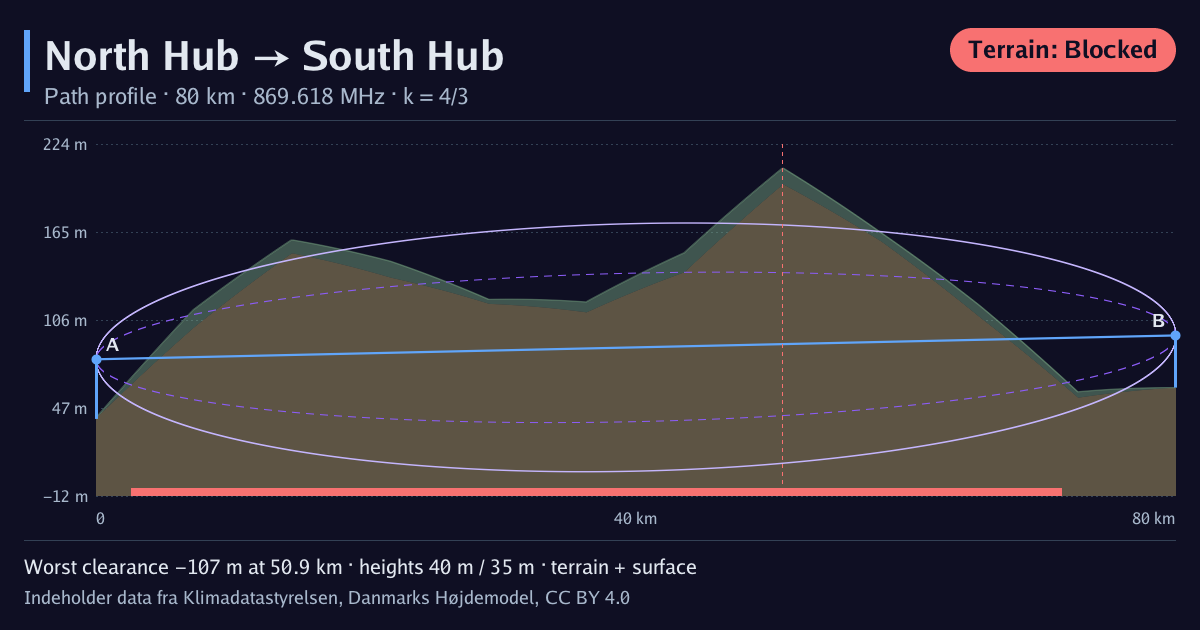 North Hub → South Hub
Terrain: Blocked
Path profile · 80 km · 869.618 MHz · k = 4/3
224 m
165 m
106 m
47 m
−12 m
A
B
0
40 km
80 km
Worst clearance −107 m at 50.9 km · heights 40 m / 35 m · terrain + surface
Indeholder data fra Klimadatastyrelsen, Danmarks Højdemodel, CC BY 4.0